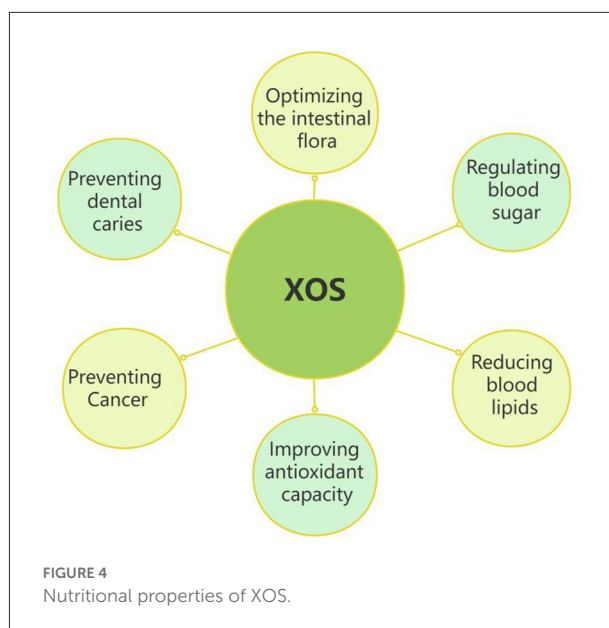 Optimizing
the intestinal
flora
Preventing
dental
caries
Regulating
blood
sugar
XOS
Preventing
Cancer
Reducing
blood
lipids
Improving
antioxidant
capacity
FIGURE 4
Nutritional properties of XOS.